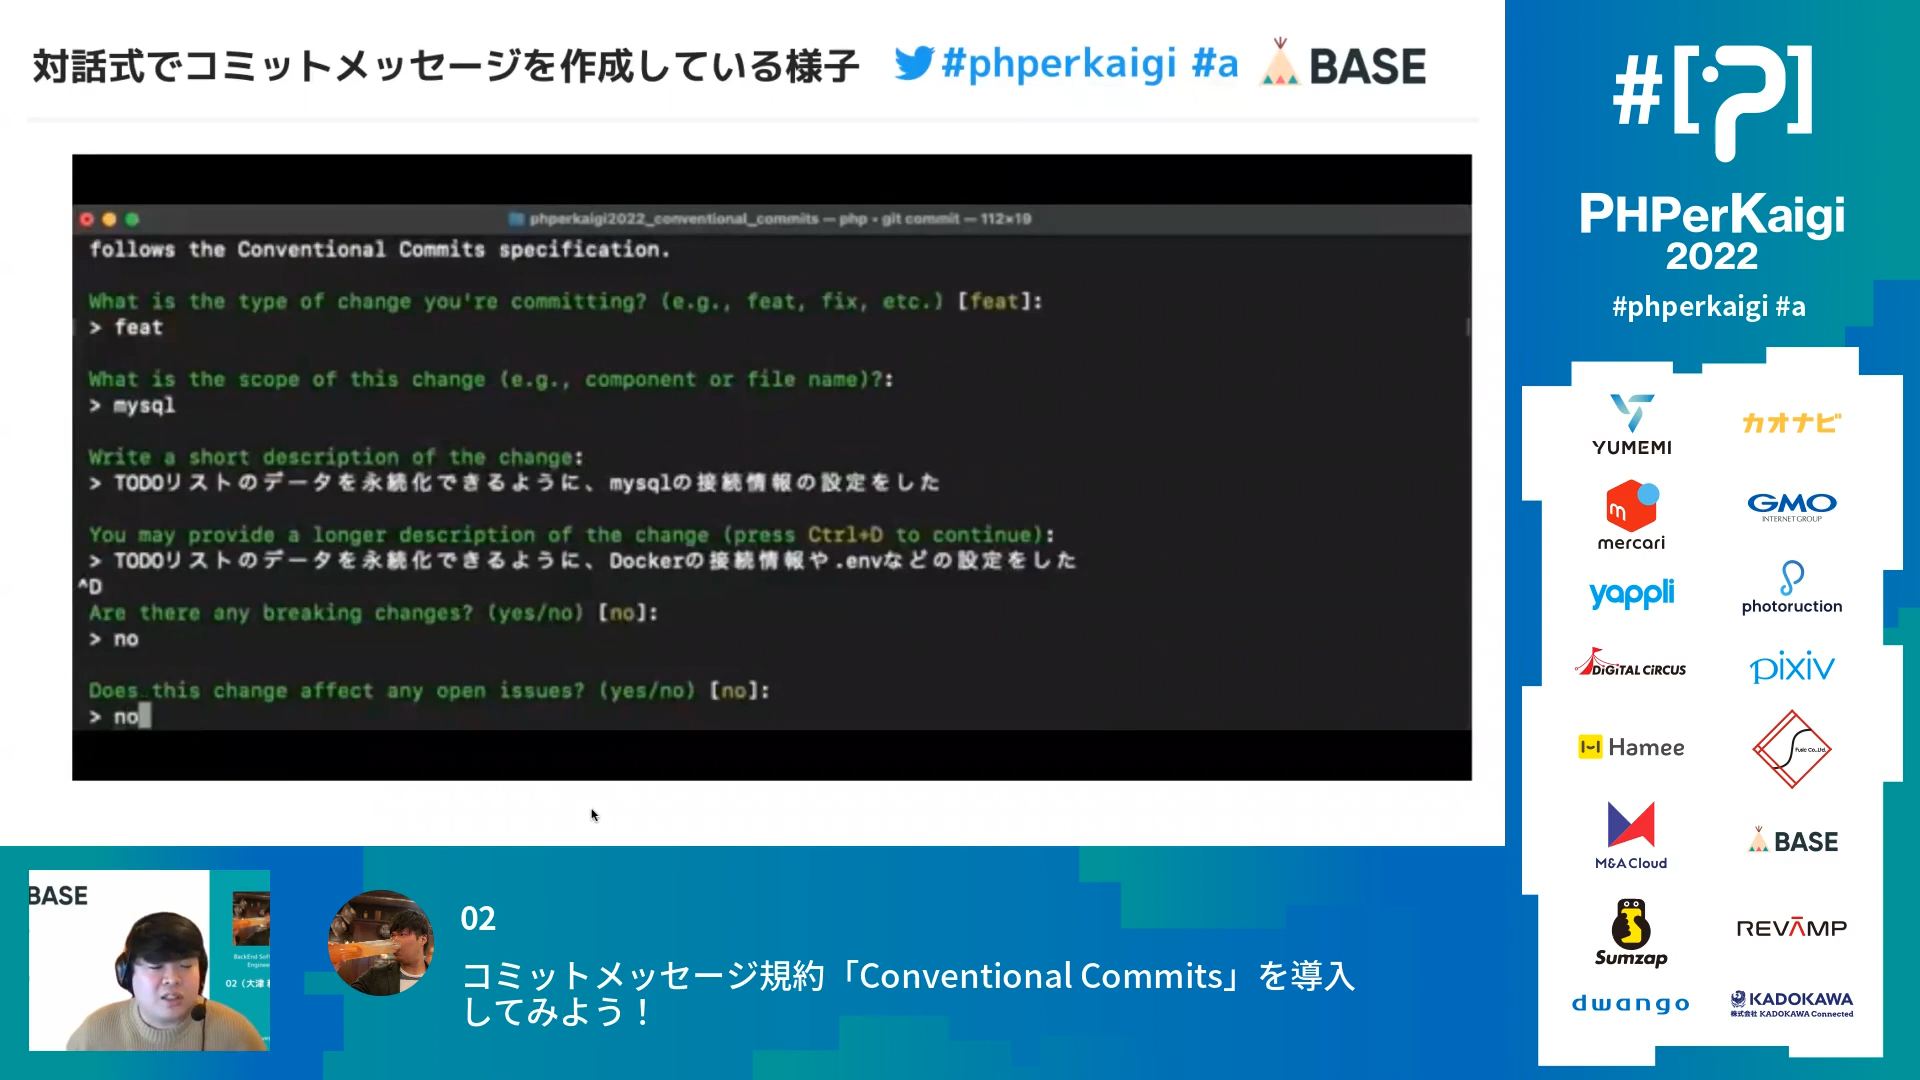 対話式でコミットメッセージを作成している様子
#phperkaigi #a
BASE
phperkaigi2022_conventional_commits — php • git commit — 112×19
follows the Conventional Commits specification.
What is the type of change you're committing? (e.g., feat, fix, etc.) [feat]:
> feat
What is the scope of this change (e.g., component or file name)?:
> mysql
Write a short description of the change:
> TODOリストのデータを永続化できるように、mysqlの接続情報の設定をした
You may provide a longer description of the change (press Ctrl+D to continue):
> TODOリストのデータを永続化できるように、Dockerの接続情報や.envなどの設定をした
^D
Are there any breaking changes? (yes/no) [no]:
> no
Does this change affect any open issues? (yes/no) [no]:
> no
#[?]
PHPerKaigi
2022
#phperkaigi #a
YUMEMI
カオナビ
mercari
GMO
INTERNET GROUP
yappli
photoruction
DiGiTAL CiRCUS
pixiv
Hamee
Fusic Co.,Ltd.
M&A Cloud
BASE
Sumzap
REVAMP
dwango
KADOKAWA
株式会社 KADOKAWA Connected
BASE
02
コミットメッセージ規約「Conventional Commits」を導入
してみよう！